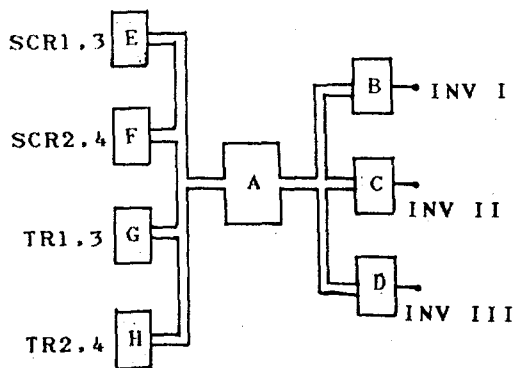 SCR1,3 E
B INV I
SCR2,4 F
A C INV II
TR1,3 G
D INV III
TR2,4 H